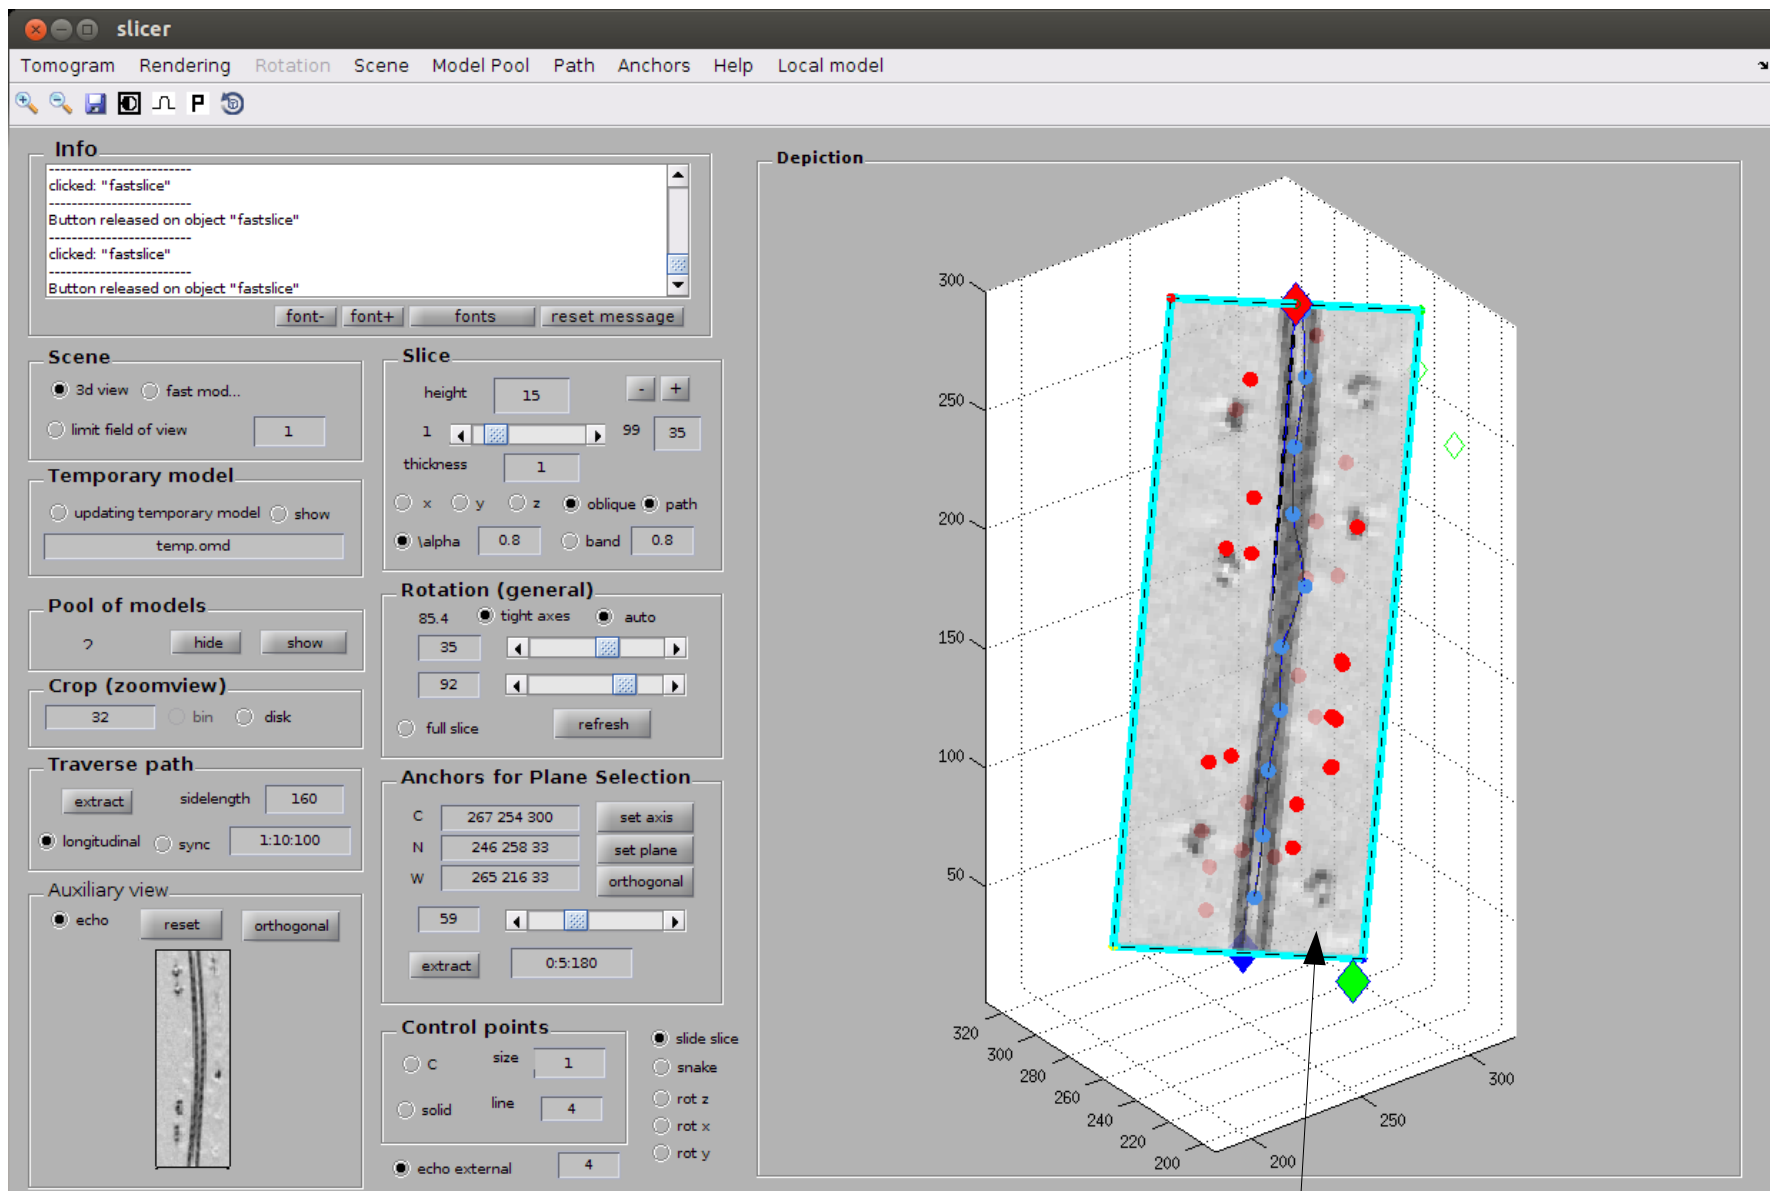 slicer
Tomogram Rendering Rotation Scene Model Pool Path Anchors Help Local model
P
Info
-------------------------
clicked: "fastslice"
-------------------------
Button released on object "fastslice"
-------------------------
clicked: "fastslice"
-------------------------
Button released on object "fastslice"
font- font+ fonts reset message
Scene
3d view fast mod...
limit field of view 1
Temporary model
updating temporary model show
temp.omd
Pool of models
? hide show
Crop (zoomview)
32 bin disk
Traverse path
extract sidelength 160
longitudinal sync 1:10:100
Auxiliary view
echo reset orthogonal
Slice
height 15 - +
1 99 35
thickness 1
x y z oblique path
\alpha 0.8 band 0.8
Rotation (general)
85.4 tight axes auto
35
92
full slice refresh
Anchors for Plane Selection
C 267 254 300 set axis
N 246 258 33 set plane
W 265 216 33 orthogonal
59
extract 0:5:180
Control points
C size 1
solid line 4
echo external 4
slide slice
snake
rot z
rot x
rot y
Depiction
300
250
200
150
100
50
320
300
280
260
240
220
200
200
250
300